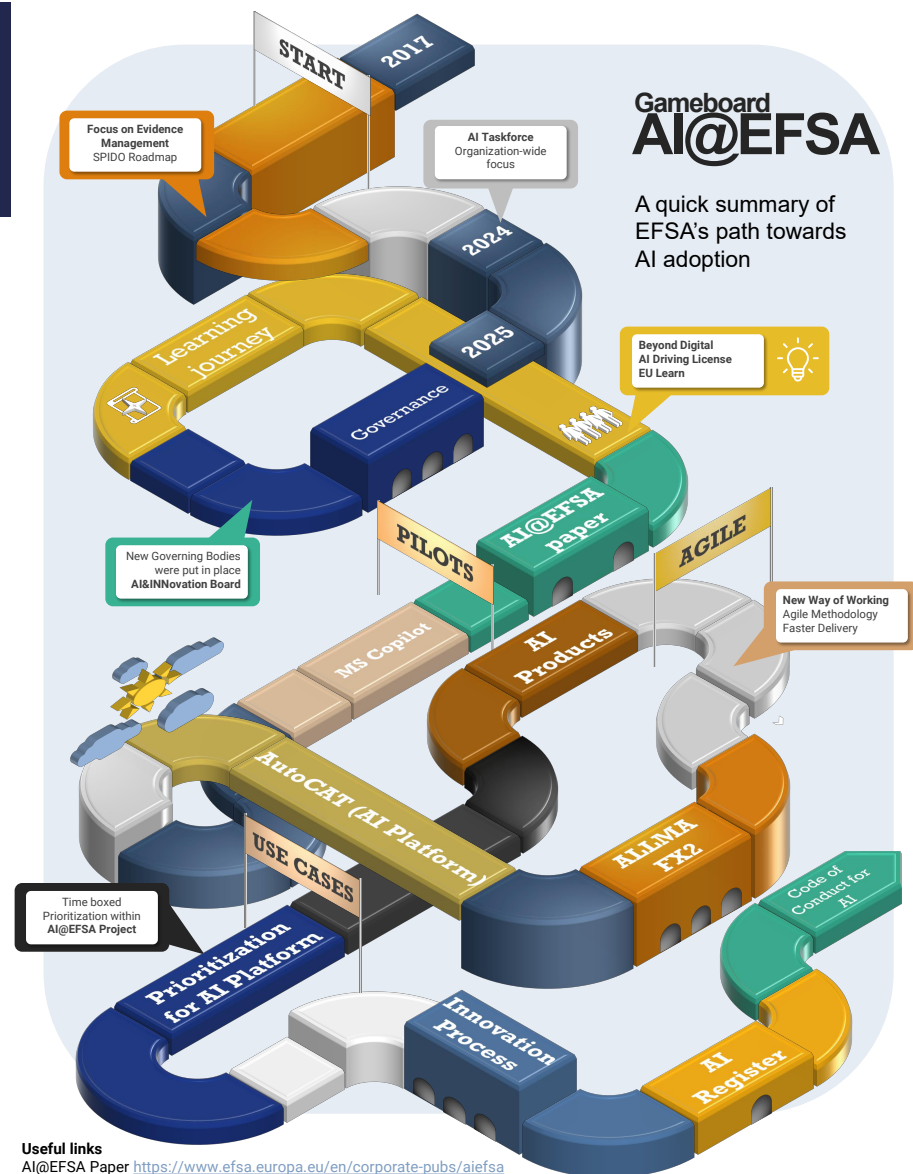 START
2017
Gameboard
AI@EFSA
A quick summary of
EFSA's path towards
AI adoption
Focus on Evidence
Management
SPIDO Roadmap
AI Taskforce
Organization-wide
focus
2024
2025
Learning
journey
Beyond Digital
AI Driving License
EU Learn
Governance
New Governing Bodies
were put in place
AI&INNovation Board
AI@EFSA
paper
PILOTS
AGILE
New Way of Working
Agile Methodology
Faster Delivery
MS Copilot
AI
Products
AutoCAT (AI Platform)
ALLMA
FX2
USE CASES
Time boxed
Prioritization within
AI@EFSA Project
Prioritization
for AI Platform
Innovation
Process
AI
Register
Code of
Conduct for
AI
Useful links
AI@EFSA Paper https://www.efsa.europa.eu/en/corporate-pubs/aiefsa